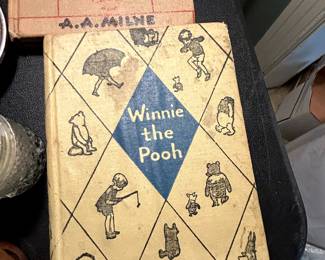 A.A. MILNE
Winnie
the
Pooh